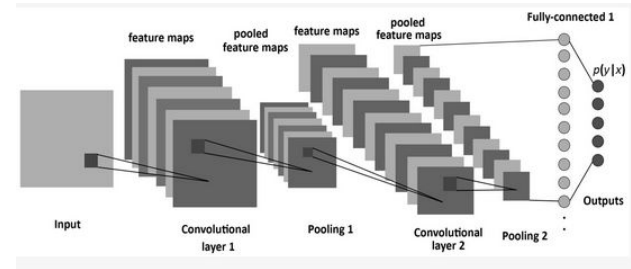 Fully-connected 1
feature maps
pooled
feature maps
feature maps
pooled
feature maps
p(y|x)
Input
Convolutional
layer 1
Pooling 1
Convolutional
layer 2
Pooling 2
Outputs